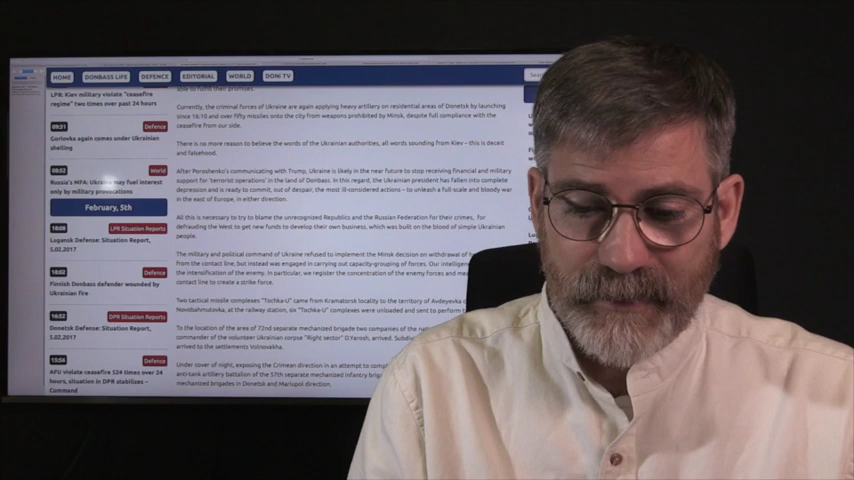 HOME
DONBASS LIFE
DEFENCE
EDITORIAL
WORLD
DONI TV
Sear
LPR: Kiev military violate "ceasefire
regime" two times over past 24 hours
09:31
Defence
Gorlovka again comes under Ukrainian
shelling
08:52
World
Russia's MFA: Ukraine may fuel interest
only by military provocations
February, 5th
18:08
LPR Situation Reports
Lugansk Defense: Situation Report,
5.02.2017
18:02
Defence
Finnish Donbass defender wounded by
Ukrainian fire
16:52
DPR Situation Reports
Donetsk Defense: Situation Report,
5.02.2017
15:56
Defence
AFU violate ceasefire 524 times over 24
hours, situation in DPR stabilizes –
Command
able to fulfil their promises.
Currently, the criminal forces of Ukraine are again applying heavy artillery on residential areas of Donetsk by launching
since 18:10 and over fifty missiles onto the city from weapons prohibited by Minsk, despite full compliance with the
ceasefire from our side.
There is no more reason to believe the words of the Ukrainian authorities, all words sounding from Kiev – this is deceit
and falsehood.
After Poroshenko's communicating with Trump, Ukraine is likely in the near future to stop receiving financial and military
support for 'terrorist operations' in the land of Donbass. In this regard, the Ukrainian president has fallen into complete
depression and is ready to commit, out of despair, the most ill-considered actions – to unleash a full-scale and bloody war
in the east of Europe, in either direction.
All this is necessary to try to blame the unrecognized Republics and the Russian Federation for their crimes, for
defrauding the West to get new funds to develop their own business, which was built on the blood of simple Ukrainian
people.
The military and political command of Ukraine refused to implement the Minsk decision on withdrawal of
from the contact line, but instead was engaged in carrying out capacity-grouping of forces. Our intelligen
the intensification of the enemy. In particular, we register the concentration of the enemy forces and
contact line to create a strike force.
Two tactical missile complexes "Tochka-U" came from Kramatorsk locality to the territory of Avdeyevka
Novobahmutovka, at the railway station, six "Tochka-U" complexes were unloaded and sent to perform
To the location of the area of 72nd separate mechanized brigade two companies of the
commander of the volunteer Ukrainian corpse "Right sector" D.Yarosh, arrived.
arrived to the settlements Volnovakha.
Under cover of night, exposing the Crimean direction in an attempt to
anti-tank artillery battalion of the 57th separate mechanized infantry
mechanized brigades in Donetsk and Mariupol direction.